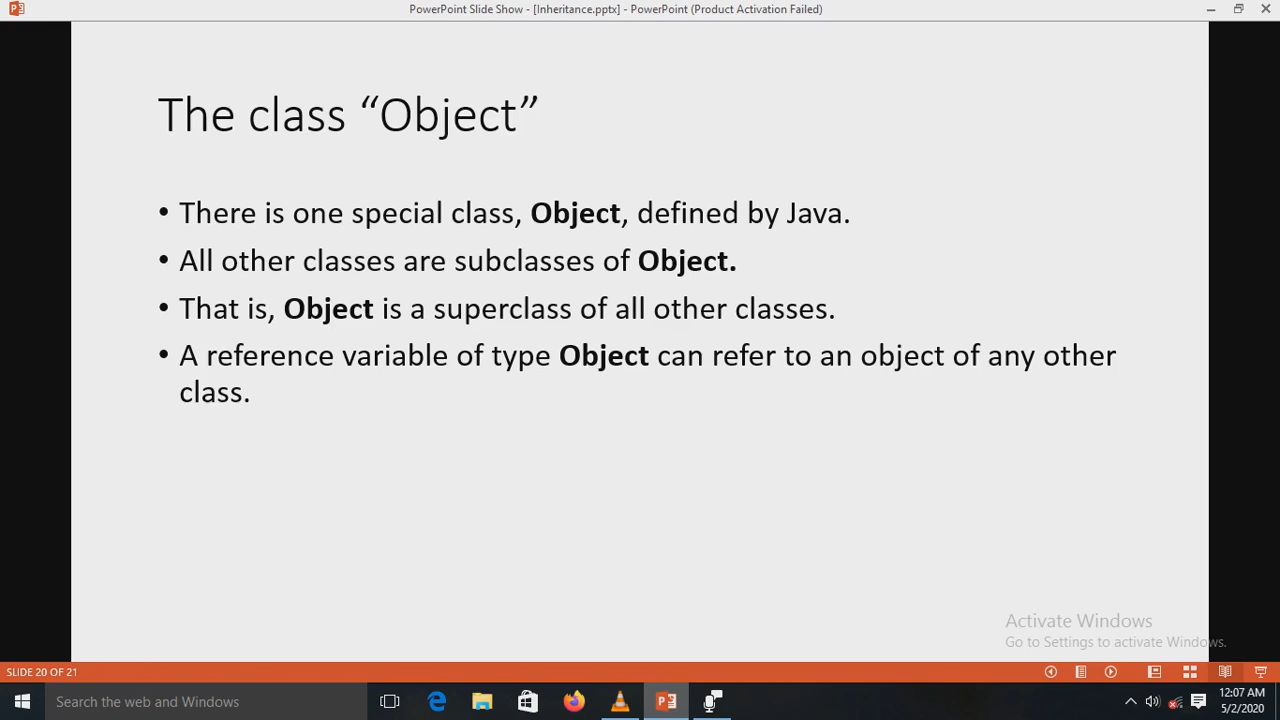 PowerPoint Slide Show - [Inheritance.pptx] - PowerPoint (Product Activation Failed)
The class “Object”
• There is one special class, Object, defined by Java.
• All other classes are subclasses of Object.
• That is, Object is a superclass of all other classes.
• A reference variable of type Object can refer to an object of any other
class.
Activate Windows
Go to Settings to activate Windows.
SLIDE 20 OF 21
Search the web and Windows
12:07 AM
5/2/2020